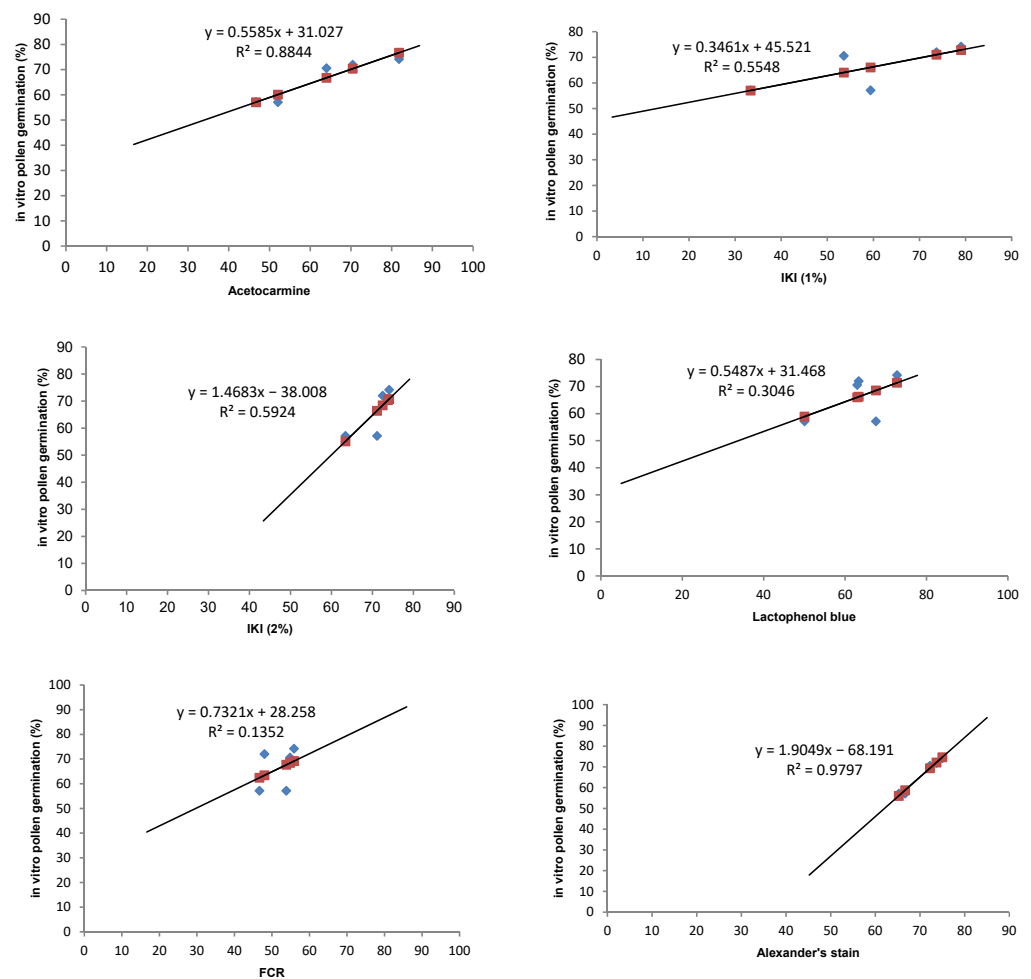 in vitro pollen germination (%)
90
80
70
60
50
40
30
20
10
0
y = 0.5585x + 31.027
R² = 0.8844
0 10 20 30 40 50 60 70 80 90 100
Acetocarmine
in vitro pollen germination (%)
80
70
60
50
40
30
20
10
0
y = 0.3461x + 45.521
R² = 0.5548
0 10 20 30 40 50 60 70 80 90
IKI (1%)
in vitro pollen germination (%)
90
80
70
60
50
40
30
20
10
0
y = 1.4683x − 38.008
R² = 0.5924
0 10 20 30 40 50 60 70 80 90
IKI (2%)
in vitro pollen germination (%)
80
70
60
50
40
30
20
10
0
y = 0.5487x + 31.468
R² = 0.3046
0 20 40 60 80 100
Lactophenol blue
in vitro pollen germination (%)
100
90
80
70
60
50
40
30
20
10
0
y = 0.7321x + 28.258
R² = 0.1352
0 10 20 30 40 50 60 70 80 90 100
FCR
in vitro pollen germination (%)
100
90
80
70
60
50
40
30
20
10
0
y = 1.9049x − 68.191
R² = 0.9797
0 10 20 30 40 50 60 70 80 90
Alexander's stain